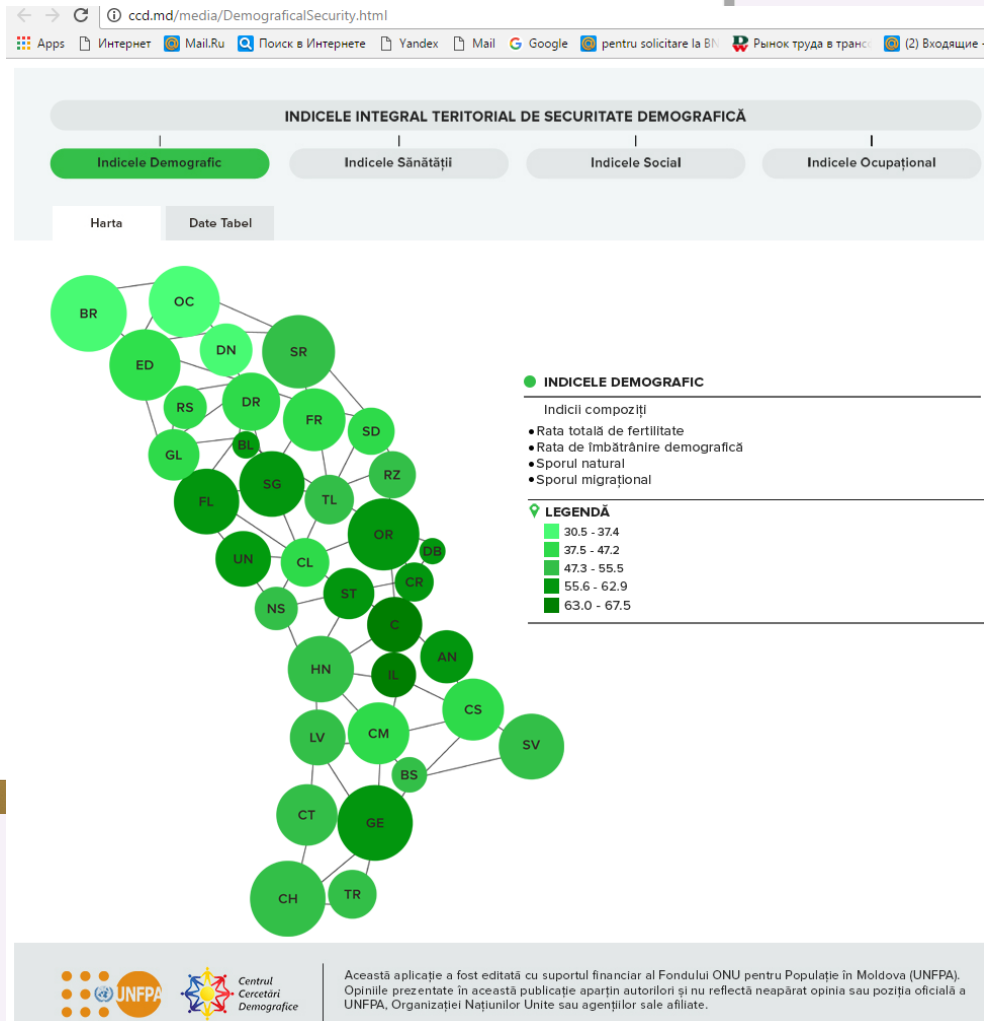 ccd.md/media/DemograficalSecurity.html
Apps Интернет Mail.Ru Поиск в Интернете Yandex Mail Google pentru solicitare la BN Рынок труда в транс (2) Входящие -
INDICELE INTEGRAL TERITORIAL DE SECURITATE DEMOGRAFICĂ
Indicele Demografic Indicele Sănătății Indicele Social Indicele Ocupațional
Harta Date Tabel
BR
OC
DN
SR
ED
RS
DR
FR
SD
GL
BL
SG
RZ
FL
TL
OR
UN
CL
DB
NS
ST
CR
C
HN
IL
AN
LV
CM
CS
SV
BS
CT
GE
CH
TR
INDICELE DEMOGRAFIC
Indicii compoziți
• Rata totală de fertilitate
• Rata de îmbătrânire demografică
• Sporul natural
• Sporul migrațional
LEGENDĂ
30.5 - 37.4
37.5 - 47.2
47.3 - 55.5
55.6 - 62.9
63.0 - 67.5
UNFPA
Centrul
Cercetări
Demografice
Această aplicație a fost editată cu suportul financiar al Fondului ONU pentru Populație în Moldova (UNFPA).
Opiniile prezentate în această publicație aparțin autorilor și nu reflectă neapărat opinia sau poziția oficială a
UNFPA, Organizației Națiunilor Unite sau agențiilor sale afiliate.